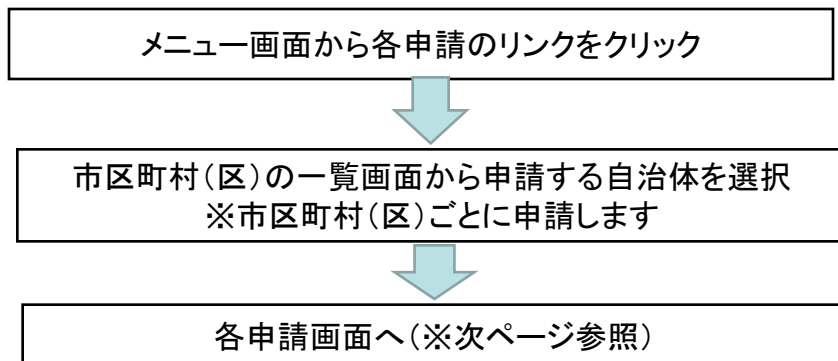 メニュー画面から各申請のリンクをクリック
市区町村(区)の一覧画面から申請する自治体を選択
※市区町村(区)ごとに申請します
各申請画面へ(※次ページ参照)